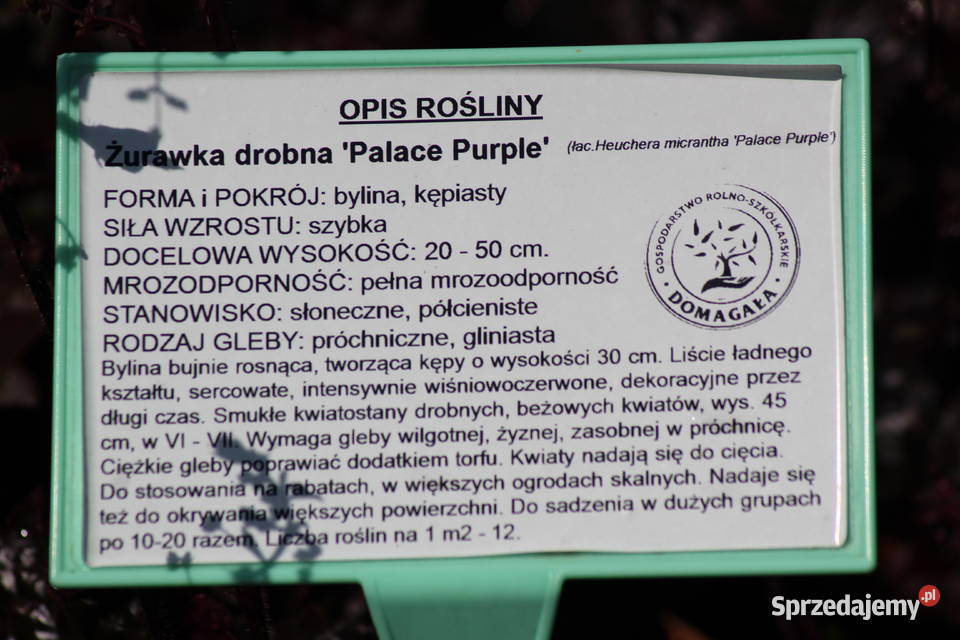 OPIS ROŚLINY
Żurawka drobna 'Palace Purple' (łac.Heuchera micrantha 'Palace Purple')
FORMA i POKRÓJ: bylina, kępiasty
SIŁA WZROSTU: szybka
DOCELOWA WYSOKOŚĆ: 20 - 50 cm.
MROZODPORNOŚĆ: pełna mrozoodporność
STANOWISKO: słoneczne, półcieniste
RODZAJ GLEBY: próchniczne, gliniasta
GOSPODARSTWO ROLNO-SZKÓŁKARSKIE
DOMAGAŁA
Bylina bujnie rosnąca, tworząca kępy o wysokości 30 cm. Liście ładnego
kształtu, sercowate, intensywnie wiśniowoczerwone, dekoracyjne przez
długi czas. Smukłe kwiatostany drobnych, beżowych kwiatów, wys. 45
cm, w VI - VII. Wymaga gleby wilgotnej, żyznej, zasobnej w próchnicę.
Ciężkie gleby poprawiać dodatkiem torfu. Kwiaty nadają się do cięcia.
Do stosowania na rabatach, w większych ogrodach skalnych. Nadaje się
też do okrywania większych powierzchni. Do sadzenia w dużych grupach
po 10-20 razem. Liczba roślin na 1 m2 - 12.
Sprzedajemy.pl